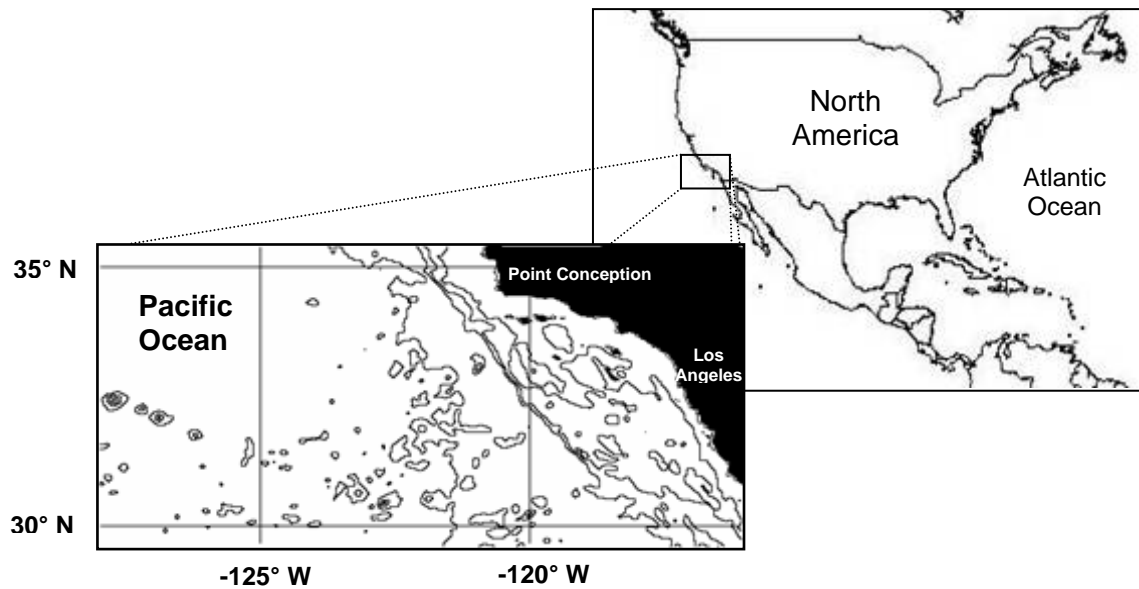 North
America
Atlantic
Ocean
35° N
Point Conception
Pacific
Ocean
Los
Angeles
30° N
-125° W
-120° W